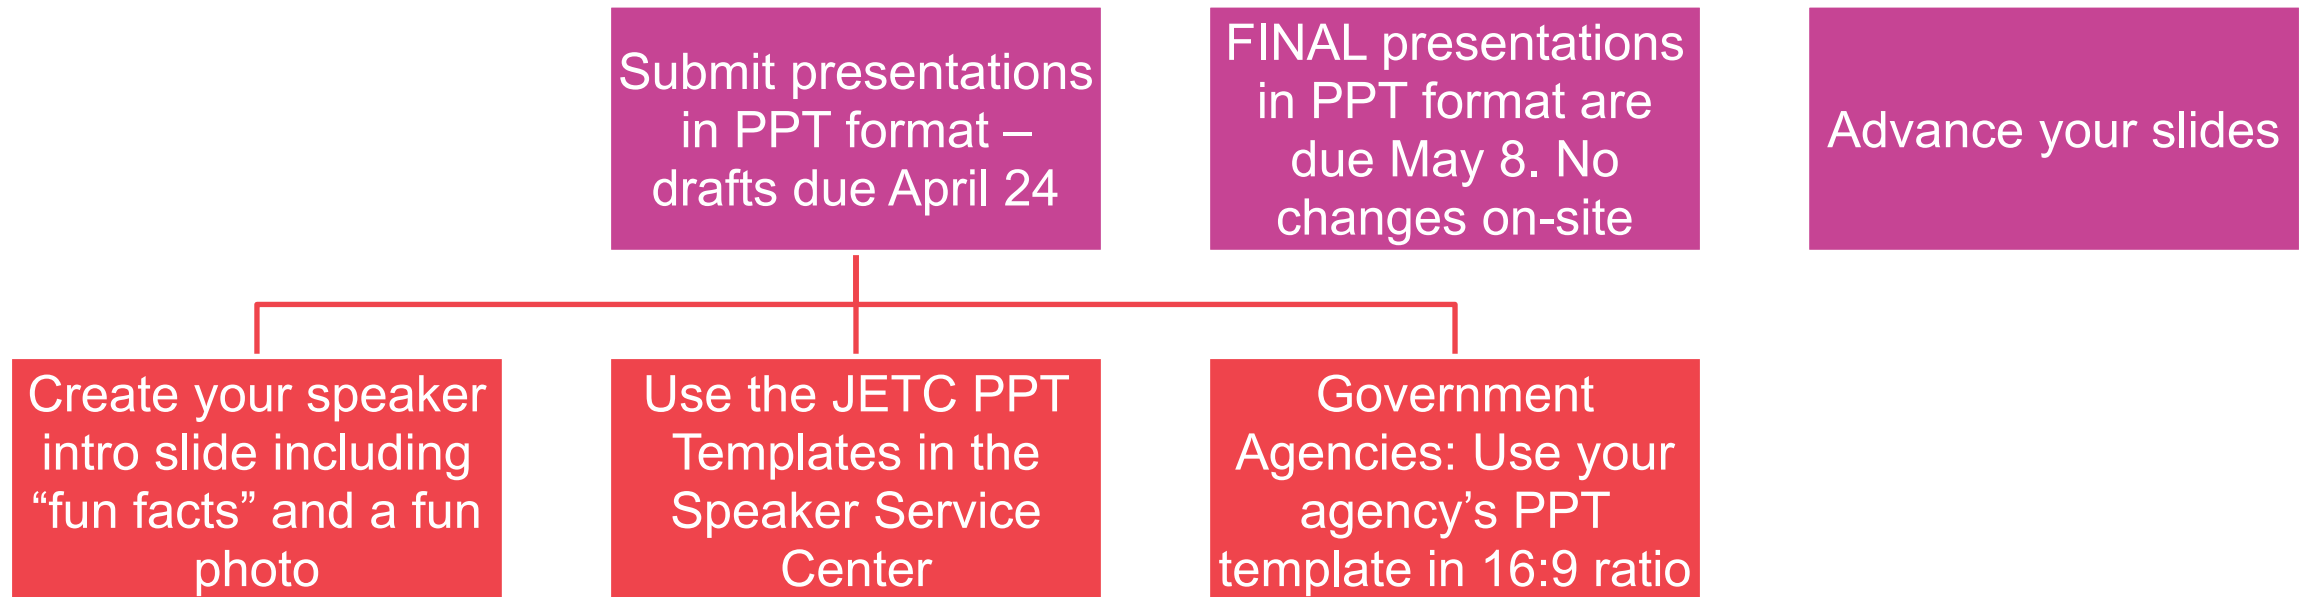 Submit presentations
in PPT format –
drafts due April 24
FINAL presentations
in PPT format are
due May 8. No
changes on-site
Advance your slides
Create your speaker
intro slide including
“fun facts” and a fun
photo
Use the JETC PPT
Templates in the
Speaker Service
Center
Government
Agencies: Use your
agency’s PPT
template in 16:9 ratio